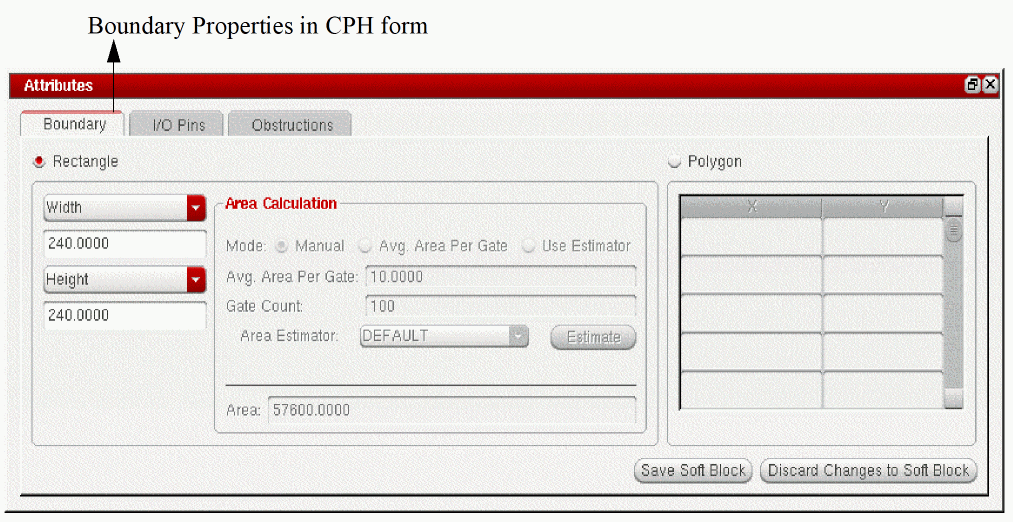 Boundary Properties in CPH form
Attributes
Boundary I/O Pins Obstructions
Rectangle
Polygon
Width
240.0000
Height
240.0000
Area Calculation
Mode: Manual Avg. Area Per Gate Use Estimator
Avg. Area Per Gate: 10.0000
Gate Count: 100
Area Estimator: DEFAULT Estimate
Area: 57600.0000
X Y
Save Soft Block Discard Changes to Soft Block